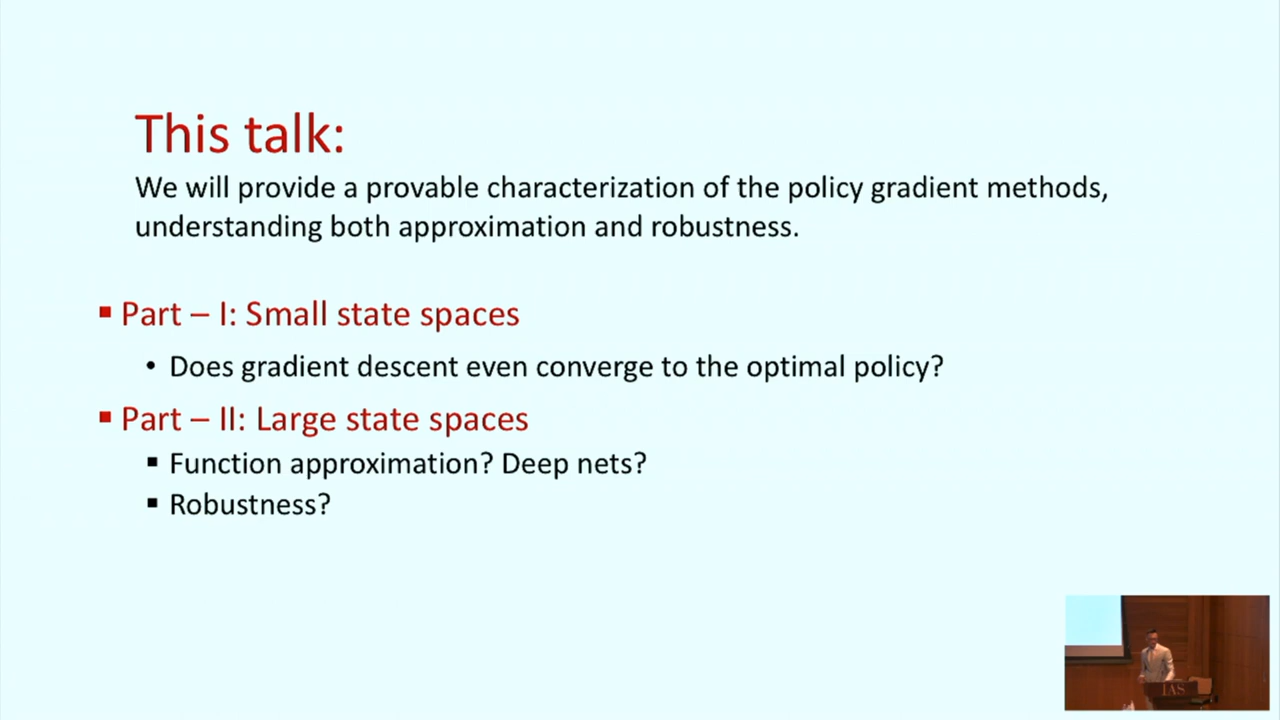 This talk:
We will provide a provable characterization of the policy gradient methods,
understanding both approximation and robustness.
▪ Part – I: Small state spaces
• Does gradient descent even converge to the optimal policy?
▪ Part – II: Large state spaces
▪ Function approximation? Deep nets?
▪ Robustness?
IAS